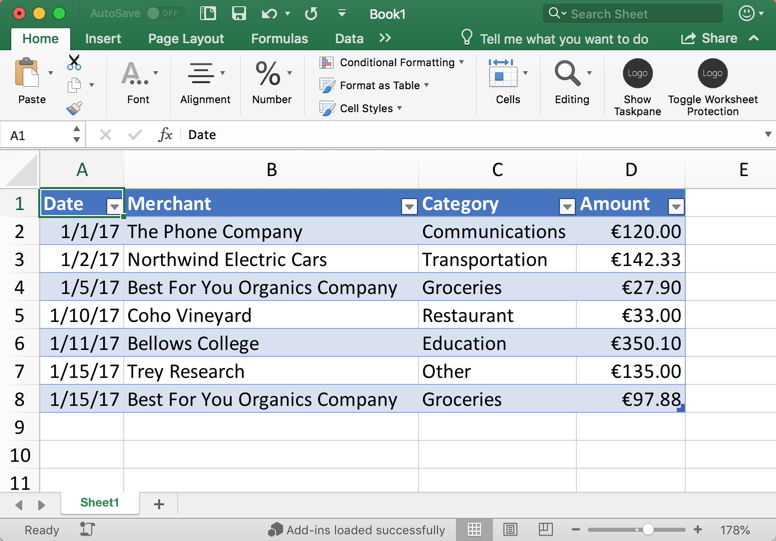 AutoSave OFF Book1 Search Sheet
Home Insert Page Layout Formulas Data >> Tell me what you want to do Share
Paste Font Alignment % Number Conditional Formatting Format as Table Cell Styles Cells Editing Logo Show Taskpane Logo Toggle Worksheet Protection
A1 fx Date
A B C D E
1 Date Merchant Category Amount
2 1/1/17 The Phone Company Communications €120.00
3 1/2/17 Northwind Electric Cars Transportation €142.33
4 1/5/17 Best For You Organics Company Groceries €27.90
5 1/10/17 Coho Vineyard Restaurant €33.00
6 1/11/17 Bellows College Education €350.10
7 1/15/17 Trey Research Other €135.00
8 1/15/17 Best For You Organics Company Groceries €97.88
9
10
11
Sheet1 +
Ready Add-ins loaded successfully − + 178%